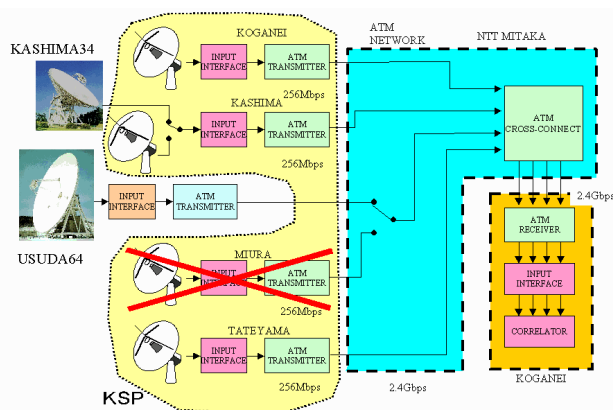 KOGANEI
ATM
NETWORK
NTT MITAKA
KASHIMA34
INPUT
INTERFACE
ATM
TRANSMITTER
256Mbps
KASHIMA
INPUT
INTERFACE
ATM
TRANSMITTER
256Mbps
ATM
CROSS-CONNECT
INPUT
INTERFACE
ATM
TRANSMITTER
2.4Gbps
USUDA64
ATM
RECEIVER
MIURA
INPUT
INTERFACE
ATM
TRANSMITTER
256Mbps
INPUT
INTERFACE
TATEYAMA
INPUT
INTERFACE
ATM
TRANSMITTER
256Mbps
CORRELATOR
KOGANEI
2.4Gbps
KSP